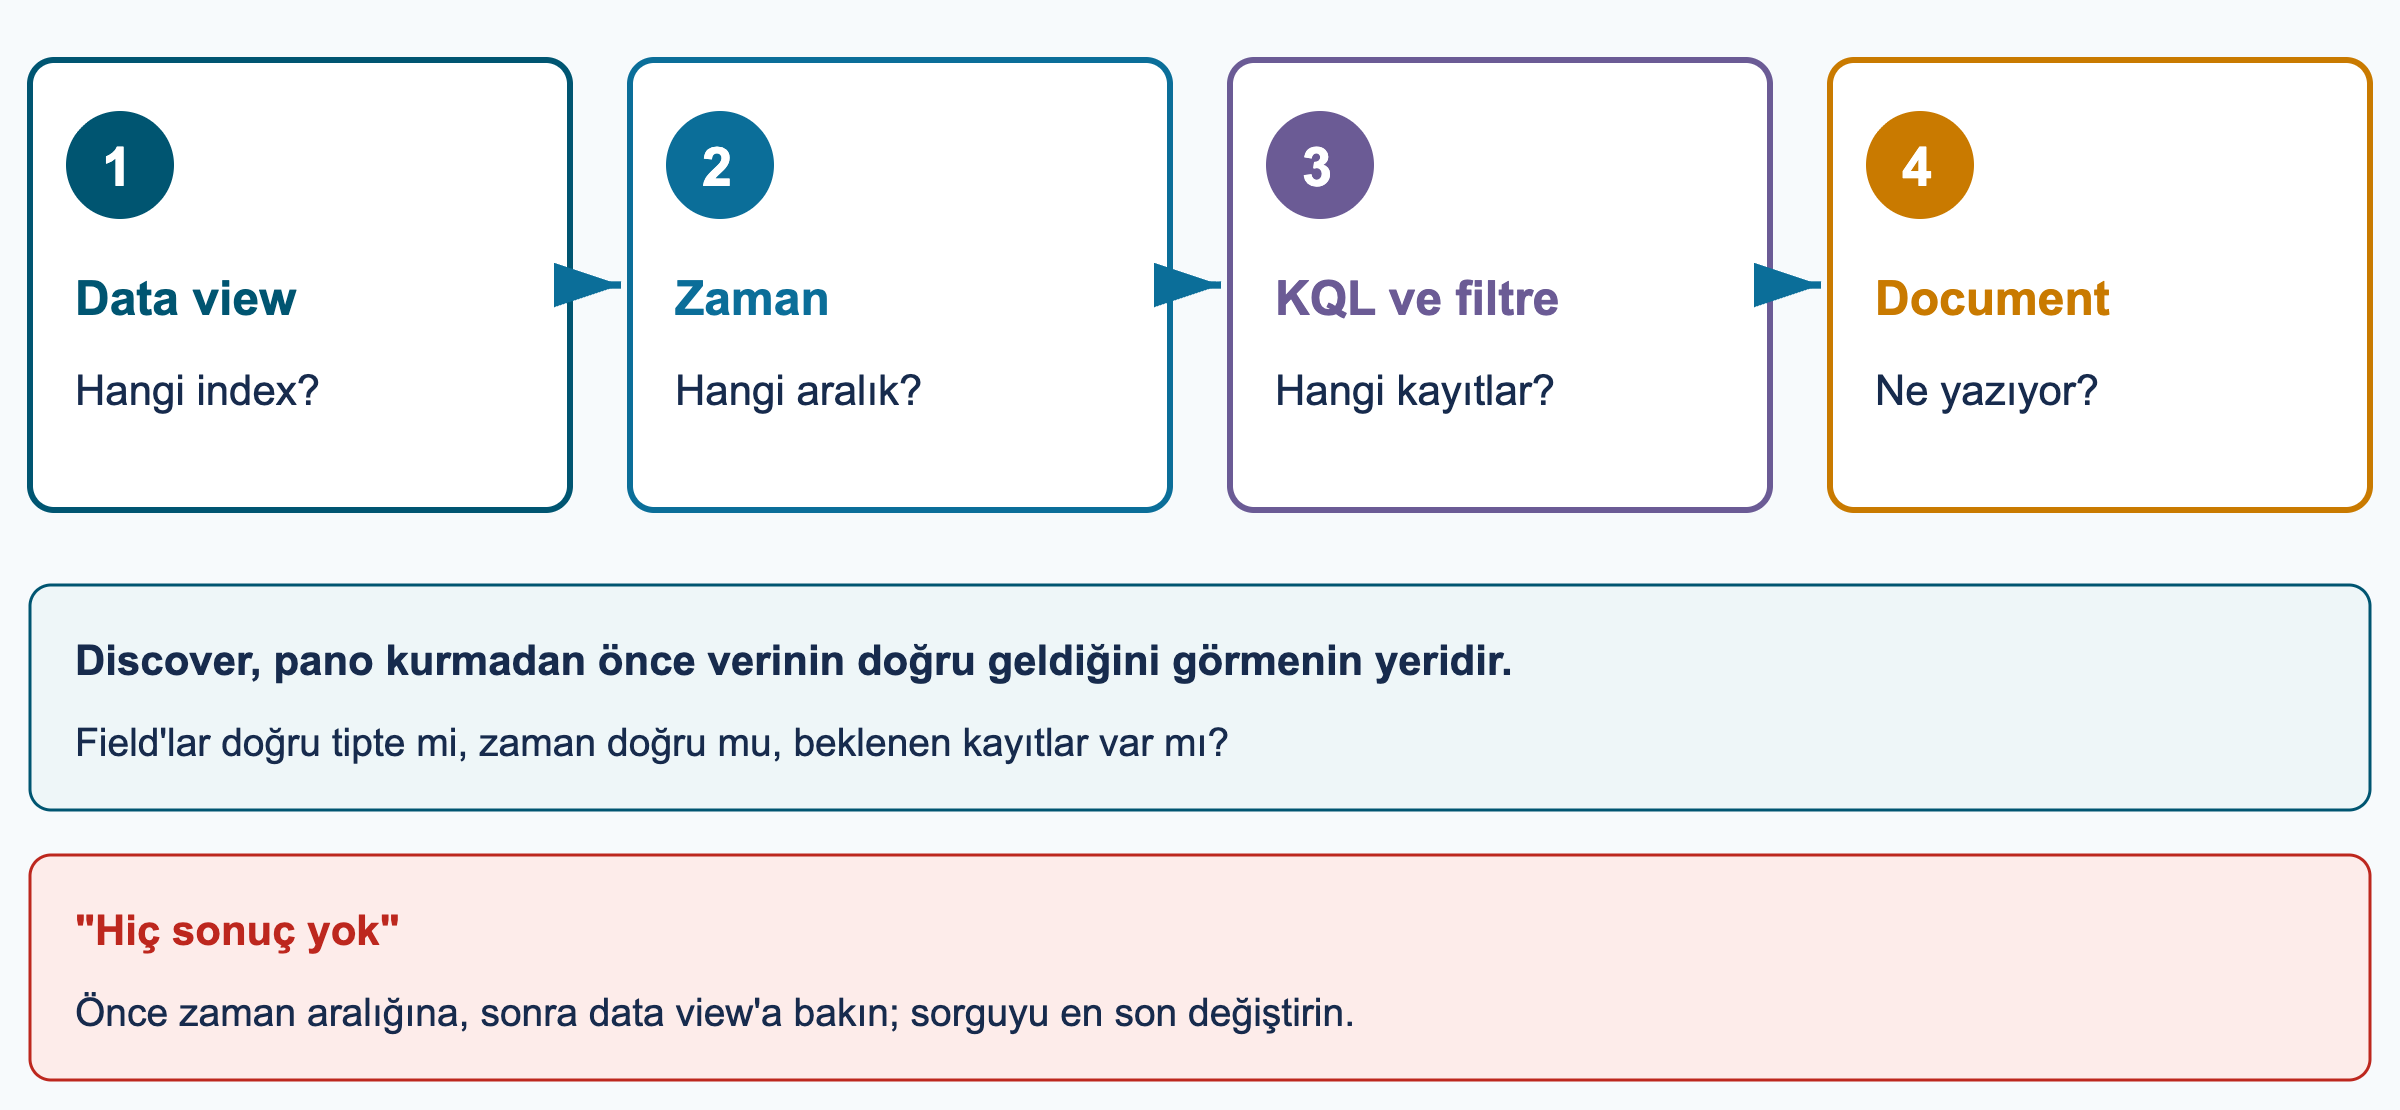 1
Data view
Hangi index?
2
Zaman
Hangi aralık?
3
KQL ve filtre
Hangi kayıtlar?
4
Document
Ne yazıyor?
Discover, pano kurmadan önce verinin doğru geldiğini görmenin yeridir.
Field'lar doğru tipte mi, zaman doğru mu, beklenen kayıtlar var mı?
"Hiç sonuç yok"
Önce zaman aralığına, sonra data view'a bakın; sorguyu en son değiştirin.